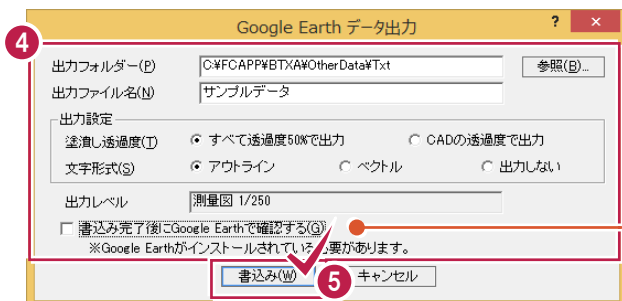 Google Earth データ出力 ? ×
4
出力フォルダー(P) C:¥FCAPP¥BTXA¥OtherData¥Txt 参照(B)...
出力ファイル名(N) サンプルデータ
出力設定
塗潰し透過度(T) すべて透過度50%で出力 CADの透過度で出力
文字形式(S) アウトライン ベクトル 出力しない
出力レベル 測量図 1/250
書込み完了後にGoogle Earthで確認する(G)
※Google Earthがインストールされている必要があります。
書込み(W) 5 キャンセル